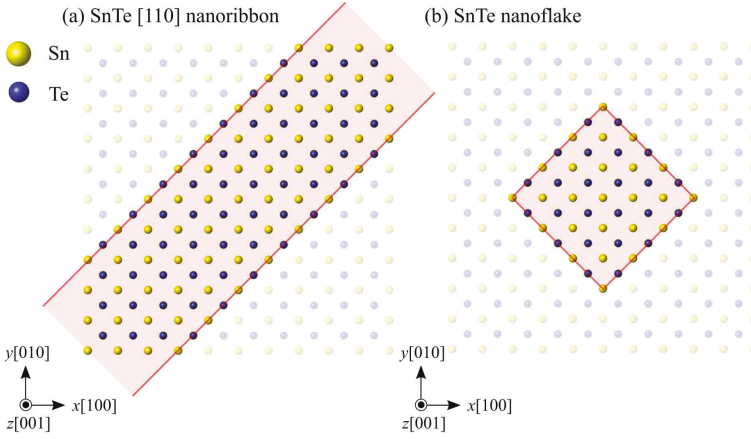 (a) SnTe [110] nanoribbon
(b) SnTe nanoflake
Sn
Te
y[010]
x[100]
z[001]
y[010]
x[100]
z[001]